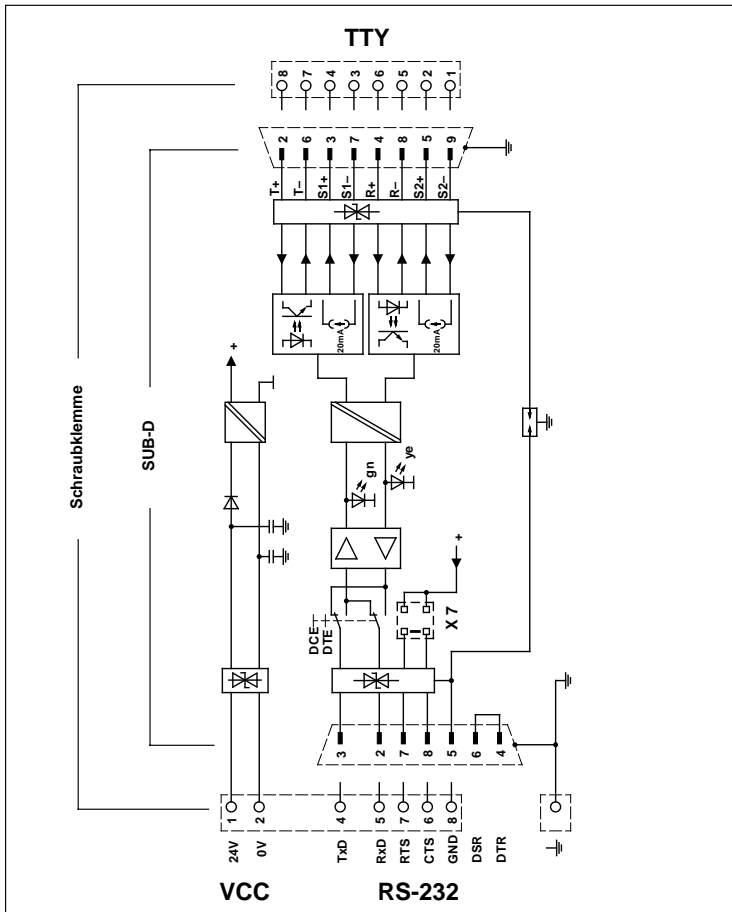 TTY
8 7 4 3 6 5 2 1
2 6 3 7 4 8 5 9
T+ T– S1+ S1– R+ R– S2+ S2–
20mA 20mA
+
Schraubklemme
SUB-D
gn
ye
+
X 7
DCE
DTE
3 2 7 8 5 6 4
1 2 4 5 7 6 8
24V 0V TxD RxD RTS CTS GND DSR DTR
VCC RS-232